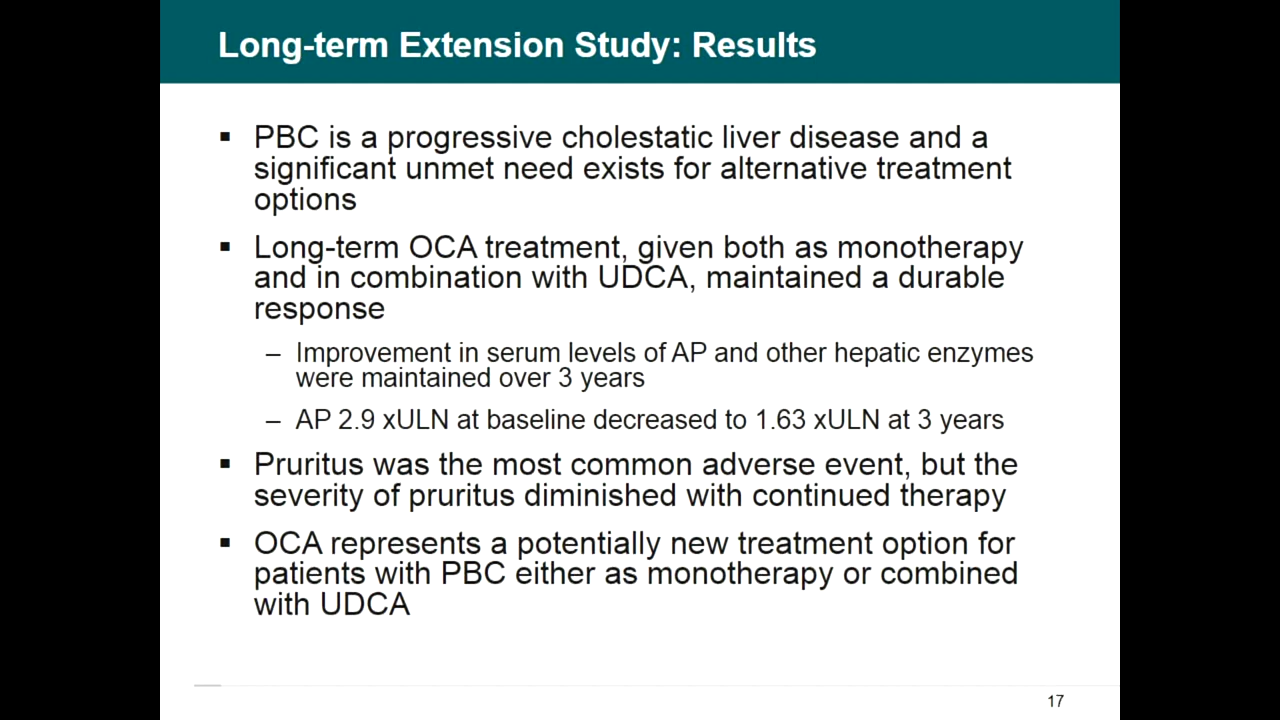 Long-term Extension Study: Results
▪ PBC is a progressive cholestatic liver disease and a
significant unmet need exists for alternative treatment
options
▪ Long-term OCA treatment, given both as monotherapy
and in combination with UDCA, maintained a durable
response
– Improvement in serum levels of AP and other hepatic enzymes
were maintained over 3 years
– AP 2.9 xULN at baseline decreased to 1.63 xULN at 3 years
▪ Pruritus was the most common adverse event, but the
severity of pruritus diminished with continued therapy
▪ OCA represents a potentially new treatment option for
patients with PBC either as monotherapy or combined
with UDCA
17